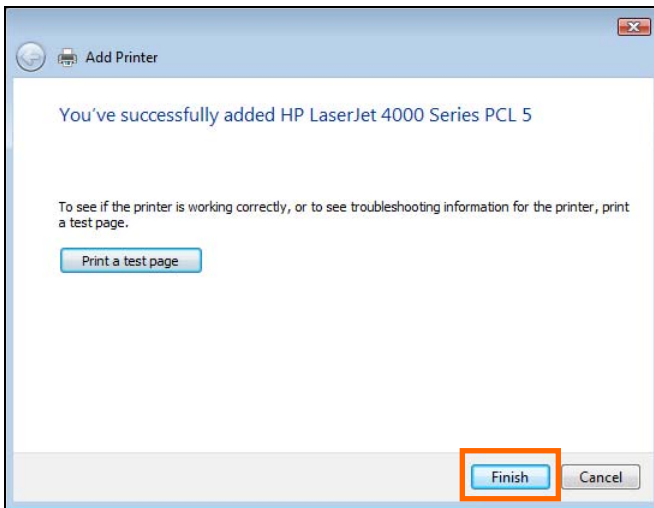 Add Printer
You've successfully added HP LaserJet 4000 Series PCL 5
To see if the printer is working correctly, or to see troubleshooting information for the printer, print
a test page.
Print a test page
Finish Cancel